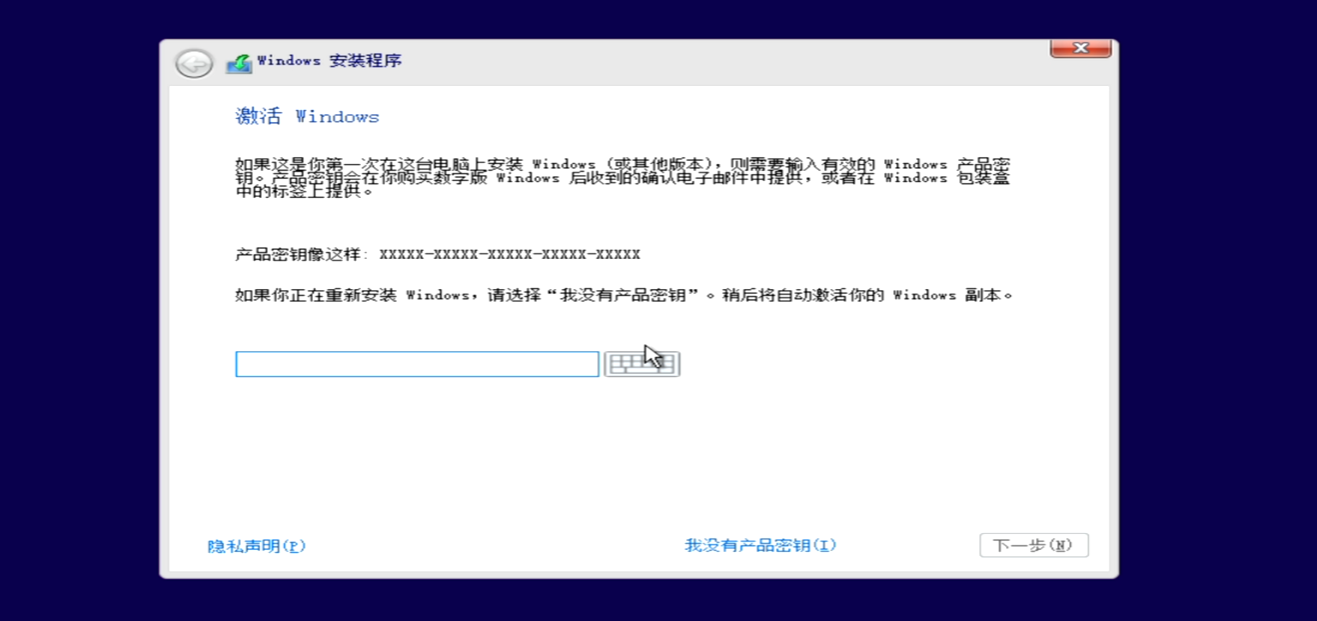 Windows 安装程序
激活 Windows
如果这是你第一次在这台电脑上安装 Windows (或其他版本)，则需要输入有效的 Windows 产品密
钥。产品密钥会在你购买数字版 Windows 后收到的确认电子邮件中提供，或者在 Windows 包装盒
中的标签上提供。
产品密钥像这样: XXXXX-XXXXX-XXXXX-XXXXX-XXXXX
如果你正在重新安装 Windows，请选择“我没有产品密钥”。稍后将自动激活你的 Windows 副本。
隐私声明(P)
我没有产品密钥(I)
下一步(N)